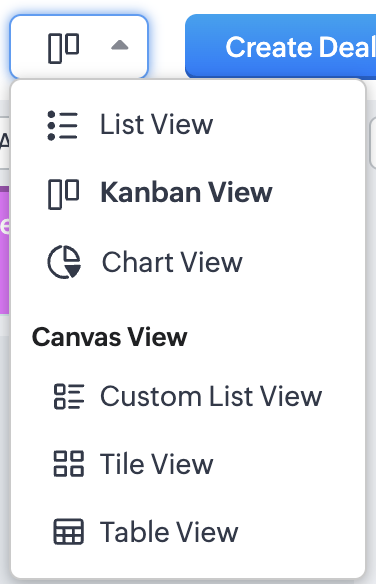 Create Deal
List View
Kanban View
Chart View
Canvas View
Custom List View
Tile View
Table View